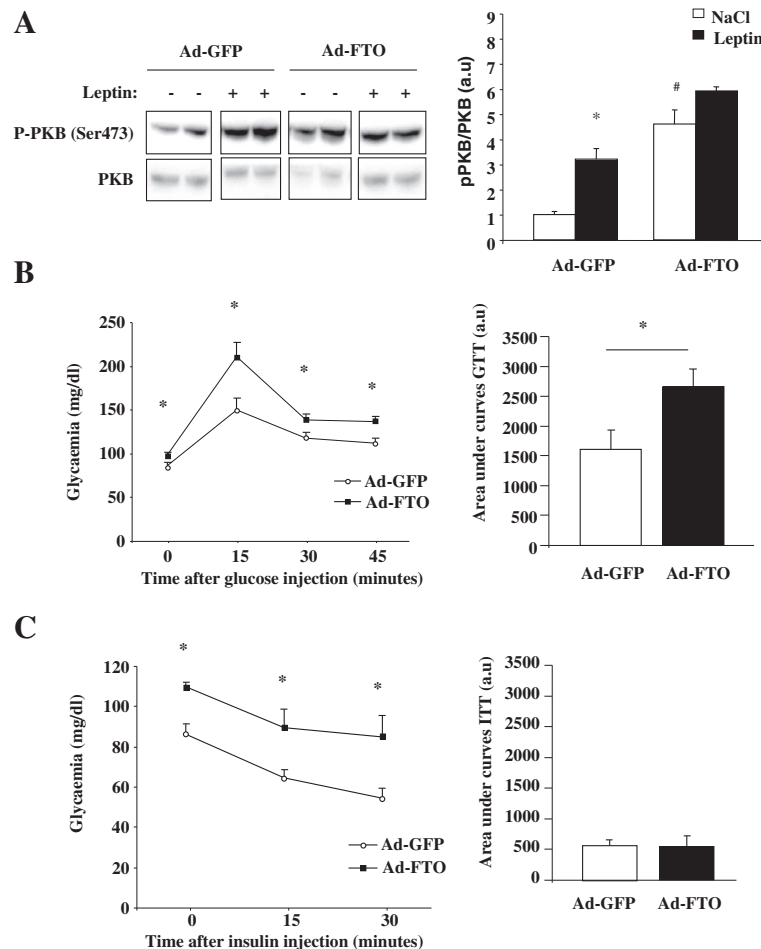 A
Ad-GFP Ad-FTO
Leptin: - - + + - - + +
P-PKB (Ser473)
PKB
NaCl
Leptin
pPKB/PKB (a.u)
9
6
5
4
3
2
1
0
*
#
Ad-GFP Ad-FTO
B
Glycaemia (mg/dl)
250
200
150
100
50
0
* * * *
Ad-GFP
Ad-FTO
0 15 30 45
Time after glucose injection (minutes)
Area under curves GTT (a.u)
3500
3000
2500
2000
1500
1000
500
0
*
Ad-GFP Ad-FTO
C
Glycaemia (mg/dl)
120
100
80
60
40
20
0
* * *
Ad-GFP
Ad-FTO
0 15 30
Time after insulin injection (minutes)
Area under curves ITT (a.u)
3500
3000
2500
2000
1500
1000
500
0
Ad-GFP Ad-FTO